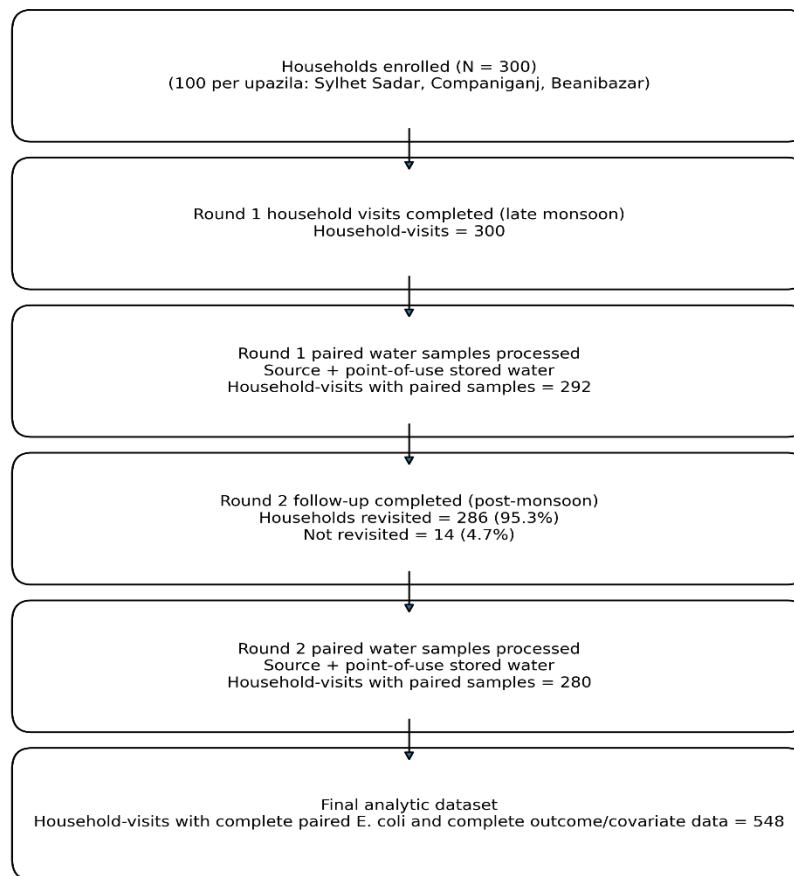 Households enrolled (N = 300)
(100 per upazila: Sylhet Sadar, Companiganj, Beanibazar)
Round 1 household visits completed (late monsoon)
Household-visits = 300
Round 1 paired water samples processed
Source + point-of-use stored water
Household-visits with paired samples = 292
Round 2 follow-up completed (post-monsoon)
Households revisited = 286 (95.3%)
Not revisited = 14 (4.7%)
Round 2 paired water samples processed
Source + point-of-use stored water
Household-visits with paired samples = 280
Final analytic dataset
Household-visits with complete paired E. coli and complete outcome/covariate data = 548